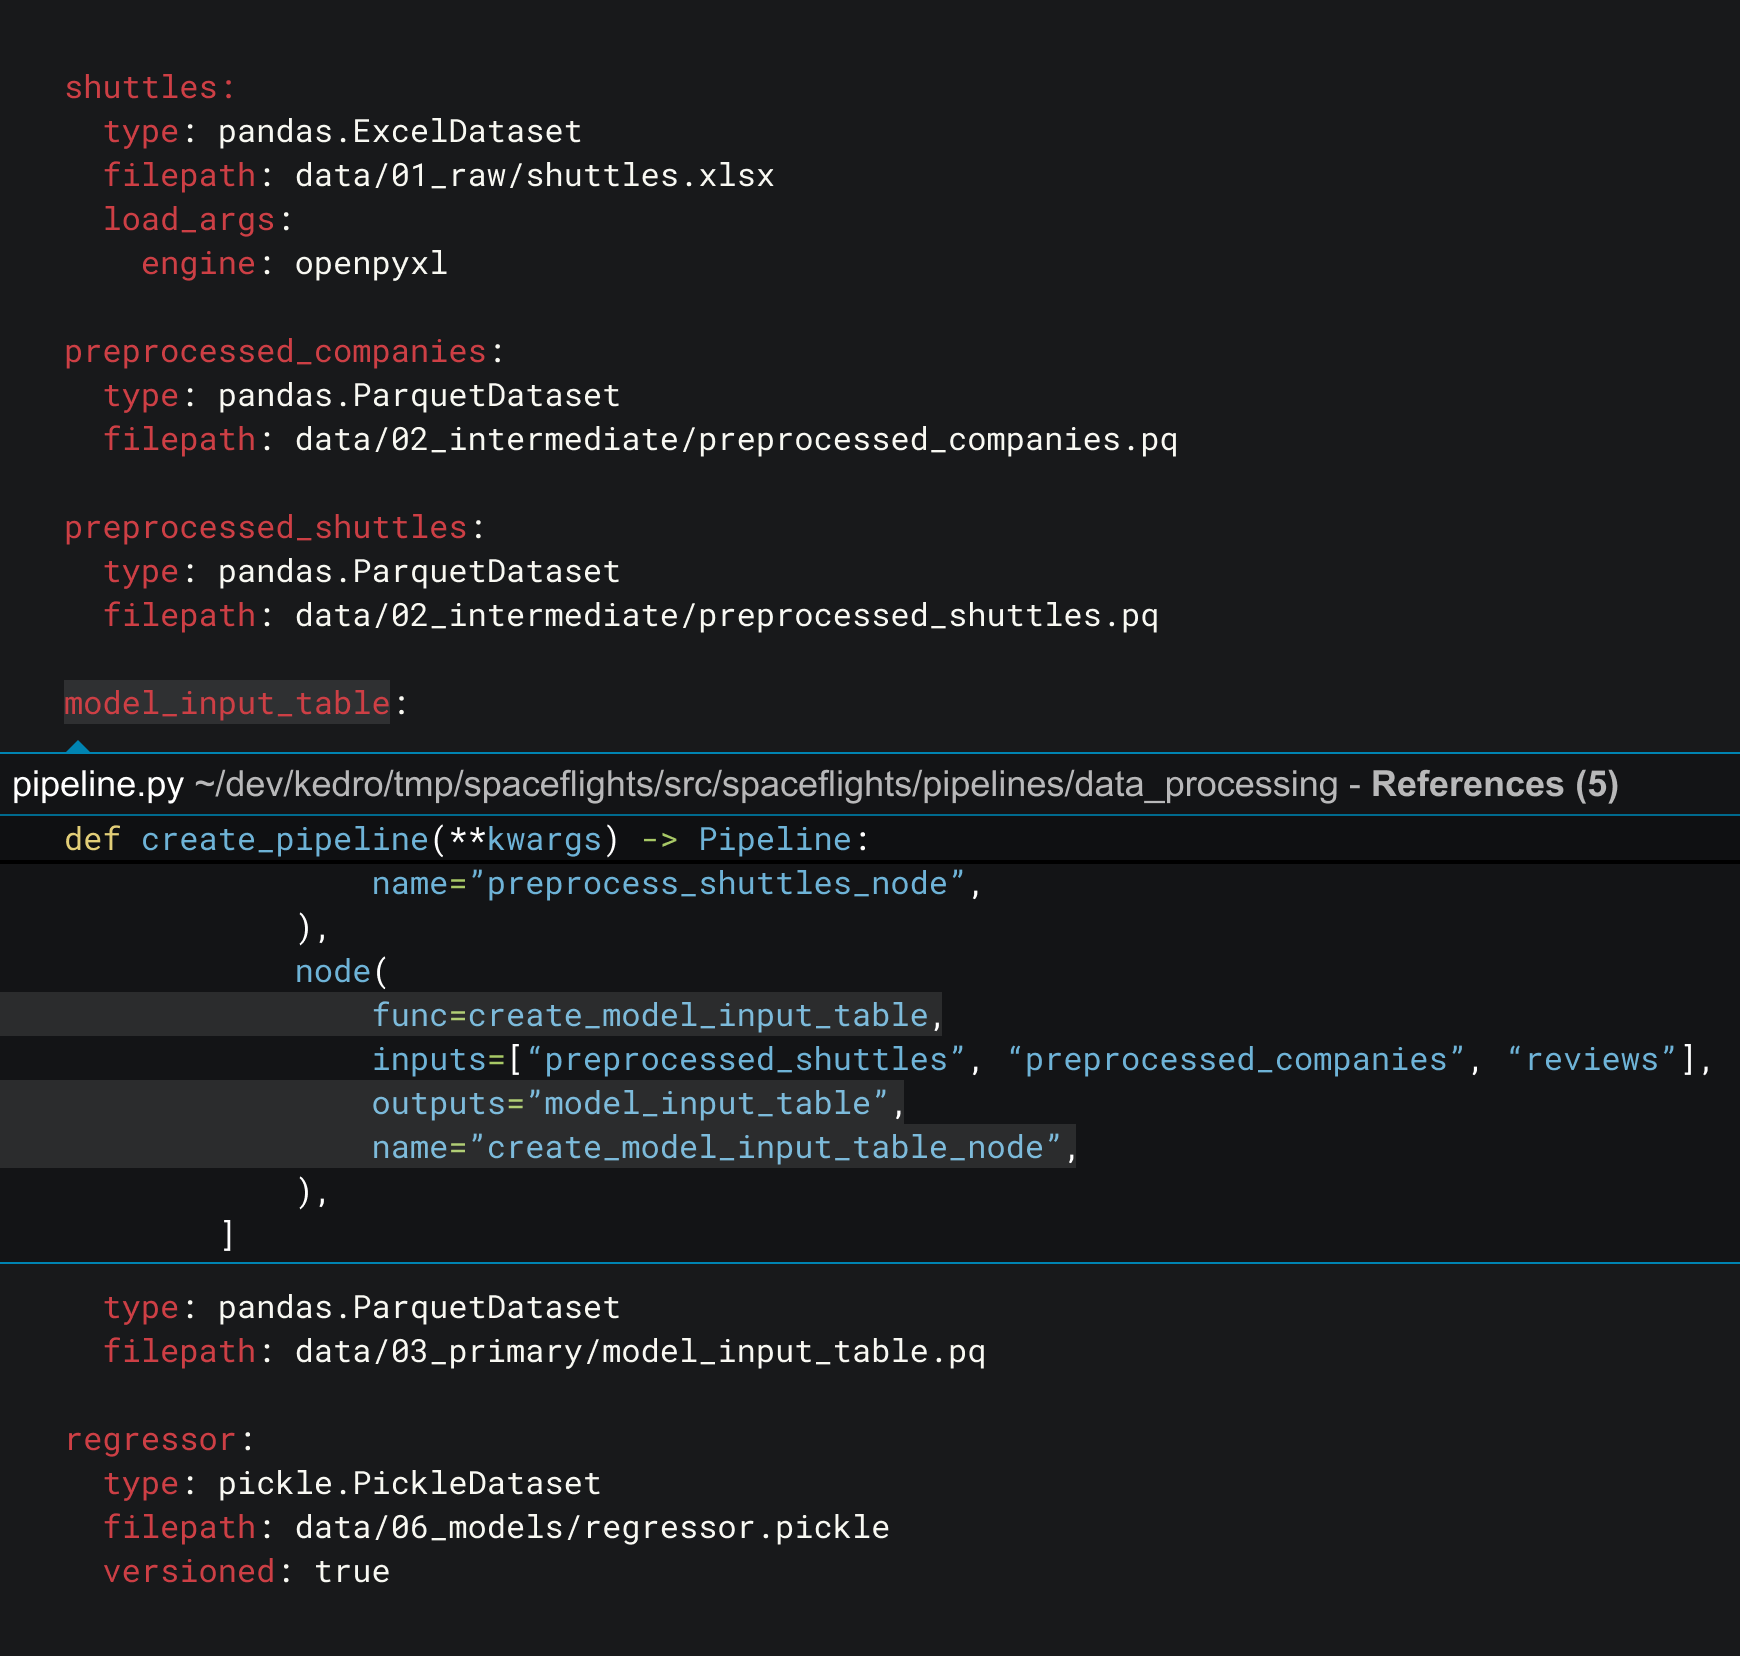 shuttles:
  type: pandas.ExcelDataset
  filepath: data/01_raw/shuttles.xlsx
  load_args:
    engine: openpyxl

preprocessed_companies:
  type: pandas.ParquetDataset
  filepath: data/02_intermediate/preprocessed_companies.pq

preprocessed_shuttles:
  type: pandas.ParquetDataset
  filepath: data/02_intermediate/preprocessed_shuttles.pq

model_input_table:
pipeline.py ~/dev/kedro/tmp/spaceflights/src/spaceflights/pipelines/data_processing - References (5)
def create_pipeline(**kwargs) -> Pipeline:
                name=”preprocess_shuttles_node”,
            ),
            node(
                func=create_model_input_table,
                inputs=[“preprocessed_shuttles”, “preprocessed_companies”, “reviews”],
                outputs=”model_input_table”,
                name=”create_model_input_table_node”,
            ),
        ]
  type: pandas.ParquetDataset
  filepath: data/03_primary/model_input_table.pq

regressor:
  type: pickle.PickleDataset
  filepath: data/06_models/regressor.pickle
  versioned: true